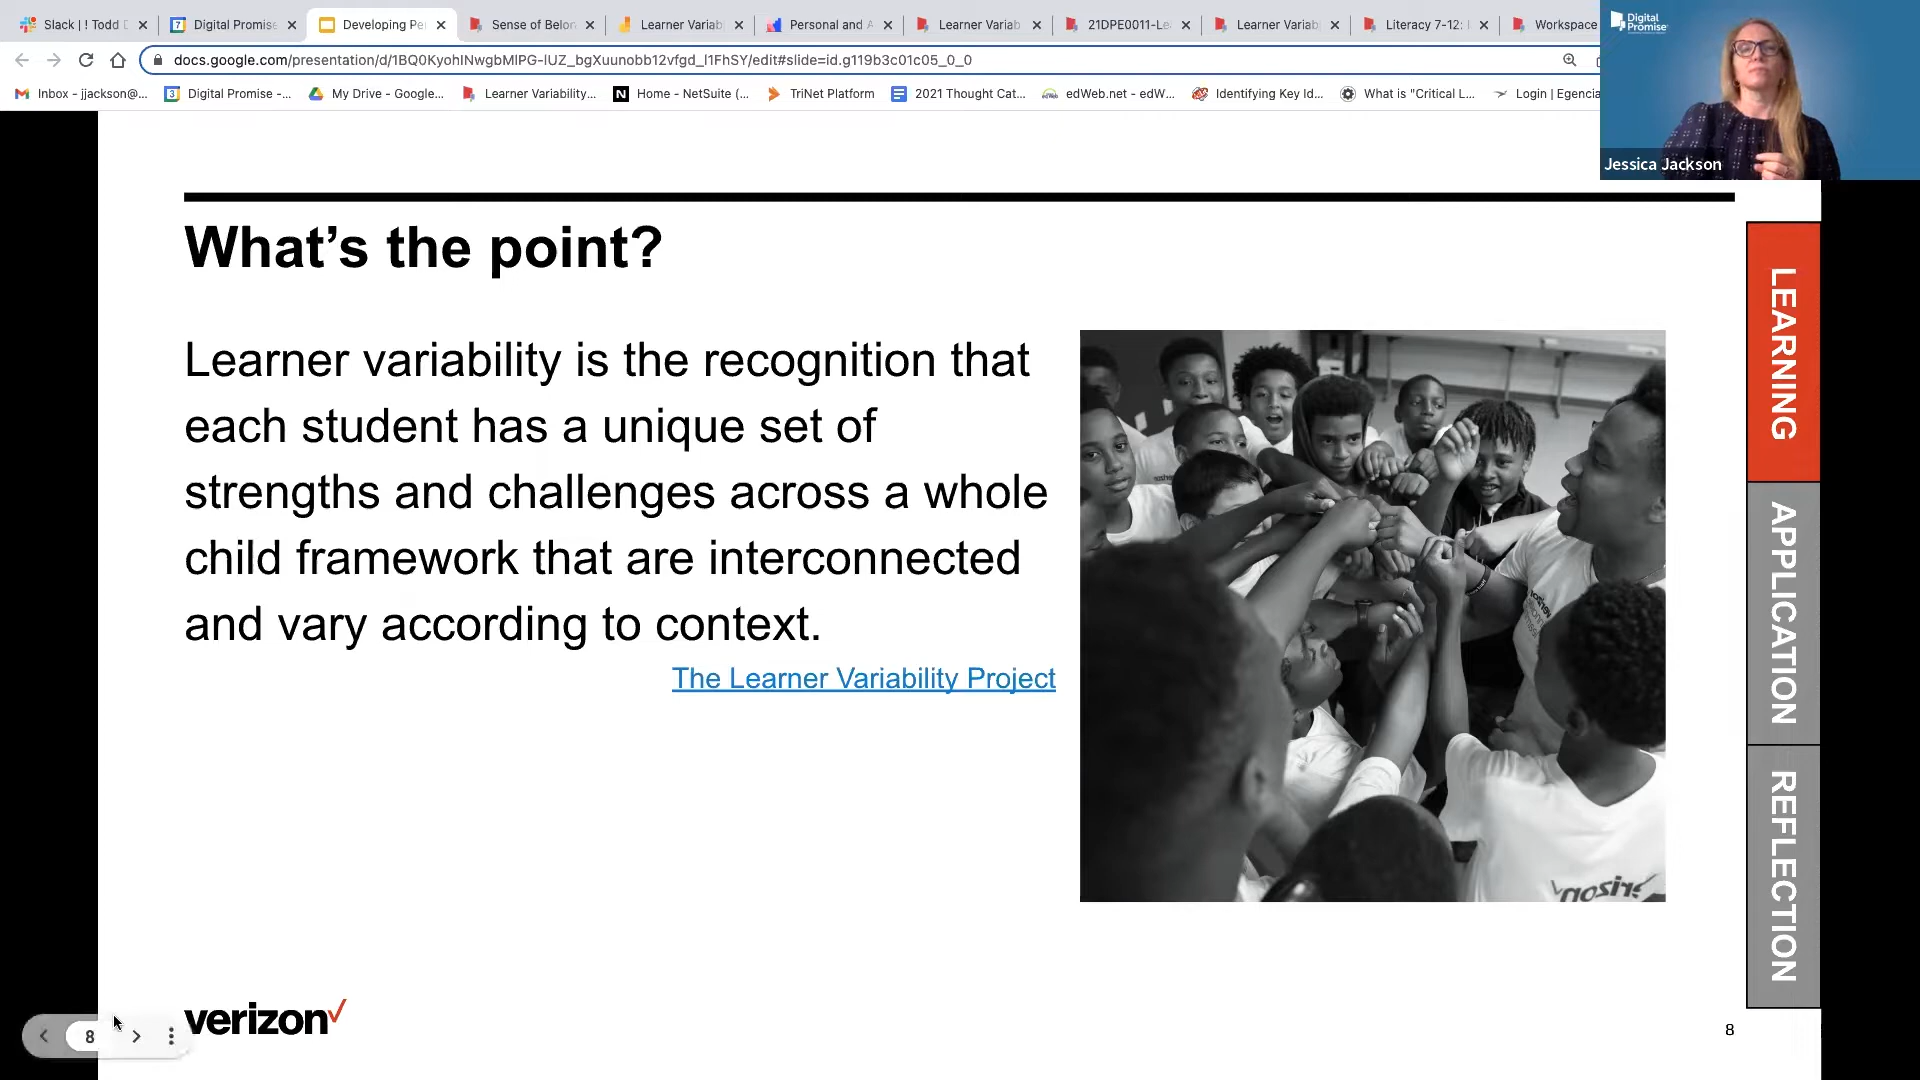 Slack | ! Todd D
Digital Promise
Developing Pe
Sense of Belon
Learner Variab
Personal and A
Learner Variab
21DPE0011-Le
Learner Variab
Literacy 7-12:
Workspace
docs.google.com/presentation/d/1BQ0KyohINwgbMlPG-lUZ_bgXuunobb12vfgd_l1FhSY/edit#slide=id.g119b3c01c05_0_0
Inbox - jjackson@...
Digital Promise -...
My Drive - Google...
Learner Variability...
Home - NetSuite (...
TriNet Platform
2021 Thought Cat...
edWeb.net - edW...
Identifying Key Id...
What is "Critical L...
Login | Egencia
Digital
Promise
Jessica Jackson
What’s the point?
Learner variability is the recognition that
each student has a unique set of
strengths and challenges across a whole
child framework that are interconnected
and vary according to context.
The Learner Variability Project
LEARNING
APPLICATION
REFLECTION
verizon
verizon
8
8